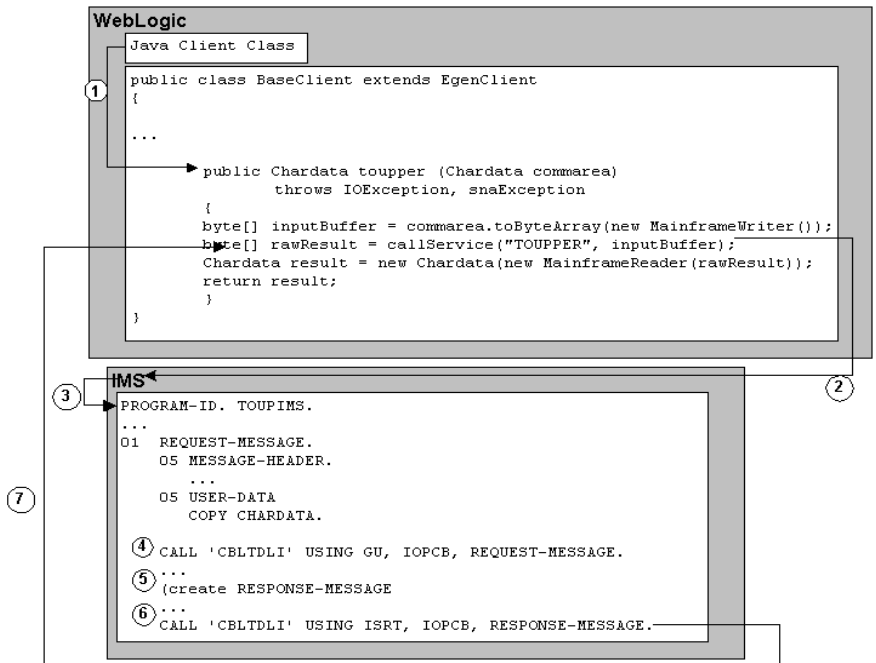 WebLogic
Java Client Class
public class BaseClient extends EgenClient
{
1
...
public Chardata toupper (Chardata commarea)
throws IOException, snaException
{
byte[] inputBuffer = commarea.toByteArray(new MainframeWriter());
byte[] rawResult = callService("TOUPPER", inputBuffer);
Chardata result = new Chardata(new MainframeReader(rawResult));
return result;
}
}
IMS
2
3
PROGRAM-ID. TOUPIMS.
...
01 REQUEST-MESSAGE.
05 MESSAGE-HEADER.
...
05 USER-DATA
COPY CHARDATA.
7
4 CALL 'CBLTDLI' USING GU, IOPCB, REQUEST-MESSAGE.
...
5 (create RESPONSE-MESSAGE
...
6 CALL 'CBLTDLI' USING ISRT, IOPCB, RESPONSE-MESSAGE.